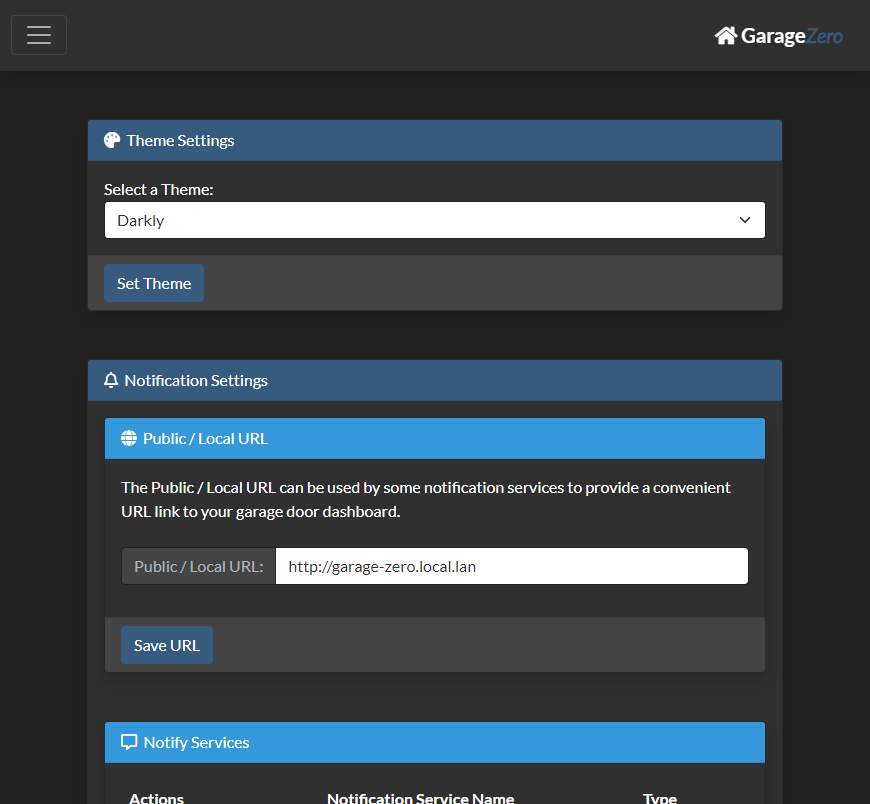 GarageZero
Theme Settings
Select a Theme:
Darkly
Set Theme
Notification Settings
Public / Local URL
The Public / Local URL can be used by some notification services to provide a convenient
URL link to your garage door dashboard.
Public / Local URL: http://garage-zero.local.lan
Save URL
Notify Services
Actions Notification Service Name Type